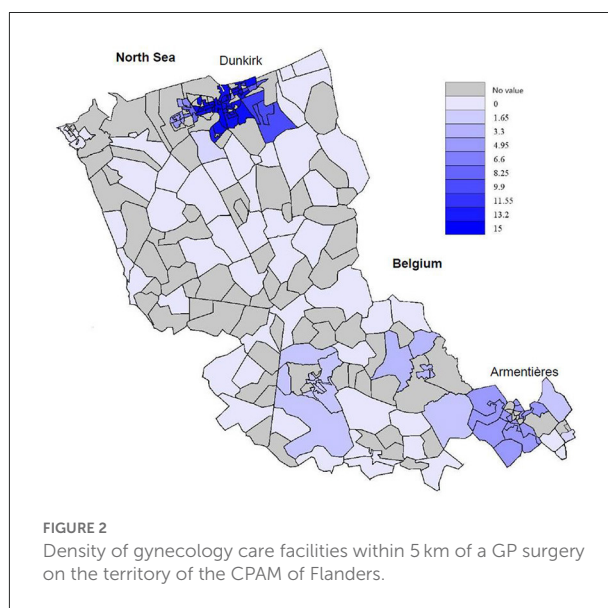 North Sea
Dunkirk
No value
0
1.65
3.3
4.95
6.6
8.25
9.9
11.55
13.2
15
Belgium
Armentières
FIGURE 2
Density of gynecology care facilities within 5 km of a GP surgery
on the territory of the CPAM of Flanders.